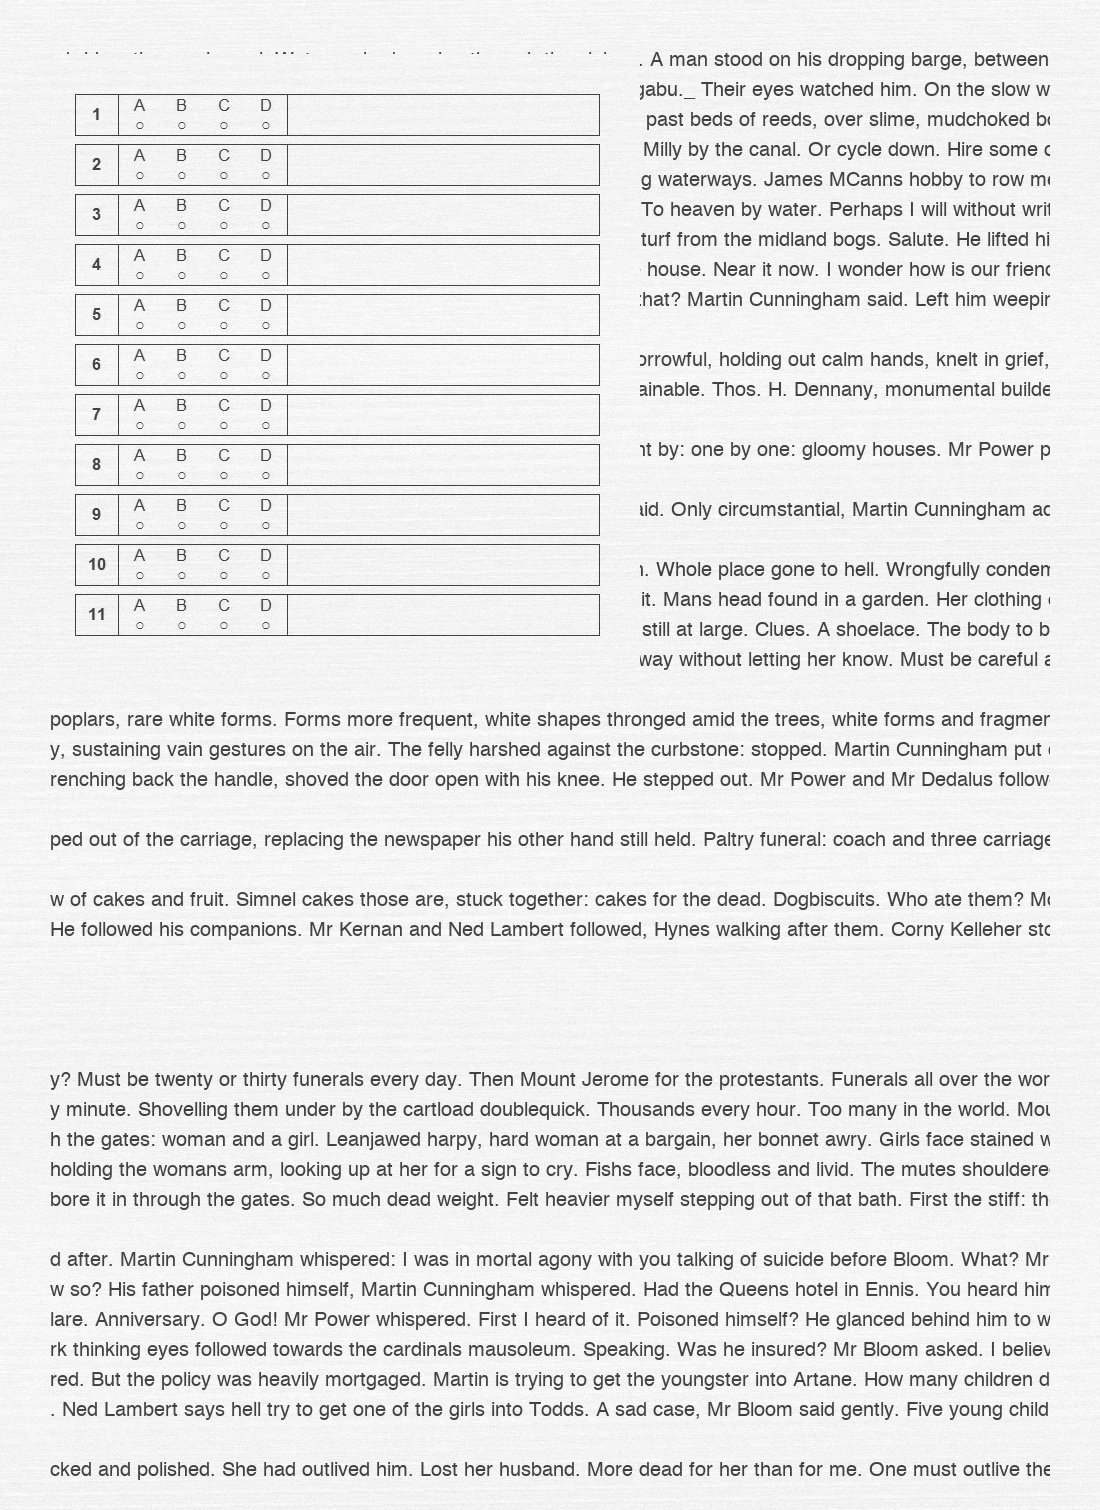 1 A B C D
2 A B C D
3 A B C D
4 A B C D
5 A B C D
6 A B C D
7 A B C D
8 A B C D
9 A B C D
10 A B C D
11 A B C D
. A man stood on his dropping barge, between
Their eyes watched him. On the slow
past beds of reeds, over slime, mudchoked
Milly by the canal. Or cycle down. Hire some
waterways. James MCanns hobby to row
To heaven by water. Perhaps I will without
turf from the midland bogs. Salute. He lifted
house. Near it now. I wonder how is our
that? Martin Cunningham said. Left him
holding out calm hands, knelt in grief,
Thos. H. Dennany, monumental
by: one by one: gloomy houses. Mr Power
Only circumstantial, Martin Cunningham
Whole place gone to hell. Wrongfully
it. Mans head found in a garden. Her clothing
still at large. Clues. A shoelace. The body to
way without letting her know. Must be careful
poplars, rare white forms. Forms more frequent, white shapes thronged amid the trees, white forms and
y, sustaining vain gestures on the air. The felly harshed against the curbstone: stopped. Martin Cunningham put
renching back the handle, shoved the door open with his knee. He stepped out. Mr Power and Mr Dedalus follow
ped out of the carriage, replacing the newspaper his other hand still held. Paltry funeral: coach and three carriage
w of cakes and fruit. Simnel cakes those are, stuck together: cakes for the dead. Dogbiscuits. Who ate them?
He followed his companions. Mr Kernan and Ned Lambert followed, Hynes walking after them. Corny Kelleher
y? Must be twenty or thirty funerals every day. Then Mount Jerome for the protestants. Funerals all over the wor
y minute. Shovelling them under by the cartload doublequick. Thousands every hour. Too many in the world.
h the gates: woman and a girl. Leanjawed harpy, hard woman at a bargain, her bonnet awry. Girls face stained
holding the womans arm, looking up at her for a sign to cry. Fishs face, bloodless and livid. The mutes shouldere
bore it in through the gates. So much dead weight. Felt heavier myself stepping out of that bath. First the stiff:
d after. Martin Cunningham whispered: I was in mortal agony with you talking of suicide before Bloom. What? Mr
w so? His father poisoned himself, Martin Cunningham whispered. Had the Queens hotel in Ennis. You heard
lare. Anniversary. O God! Mr Power whispered. First I heard of it. Poisoned himself? He glanced behind him to
rk thinking eyes followed towards the cardinals mausoleum. Speaking. Was he insured? Mr Bloom asked. I
red. But the policy was heavily mortgaged. Martin is trying to get the youngster into Artane. How many children d
. Ned Lambert says hell try to get one of the girls into Todds. A sad case, Mr Bloom said gently. Five young child
cked and polished. She had outlived him. Lost her husband. More dead for her than for me. One must outlive the